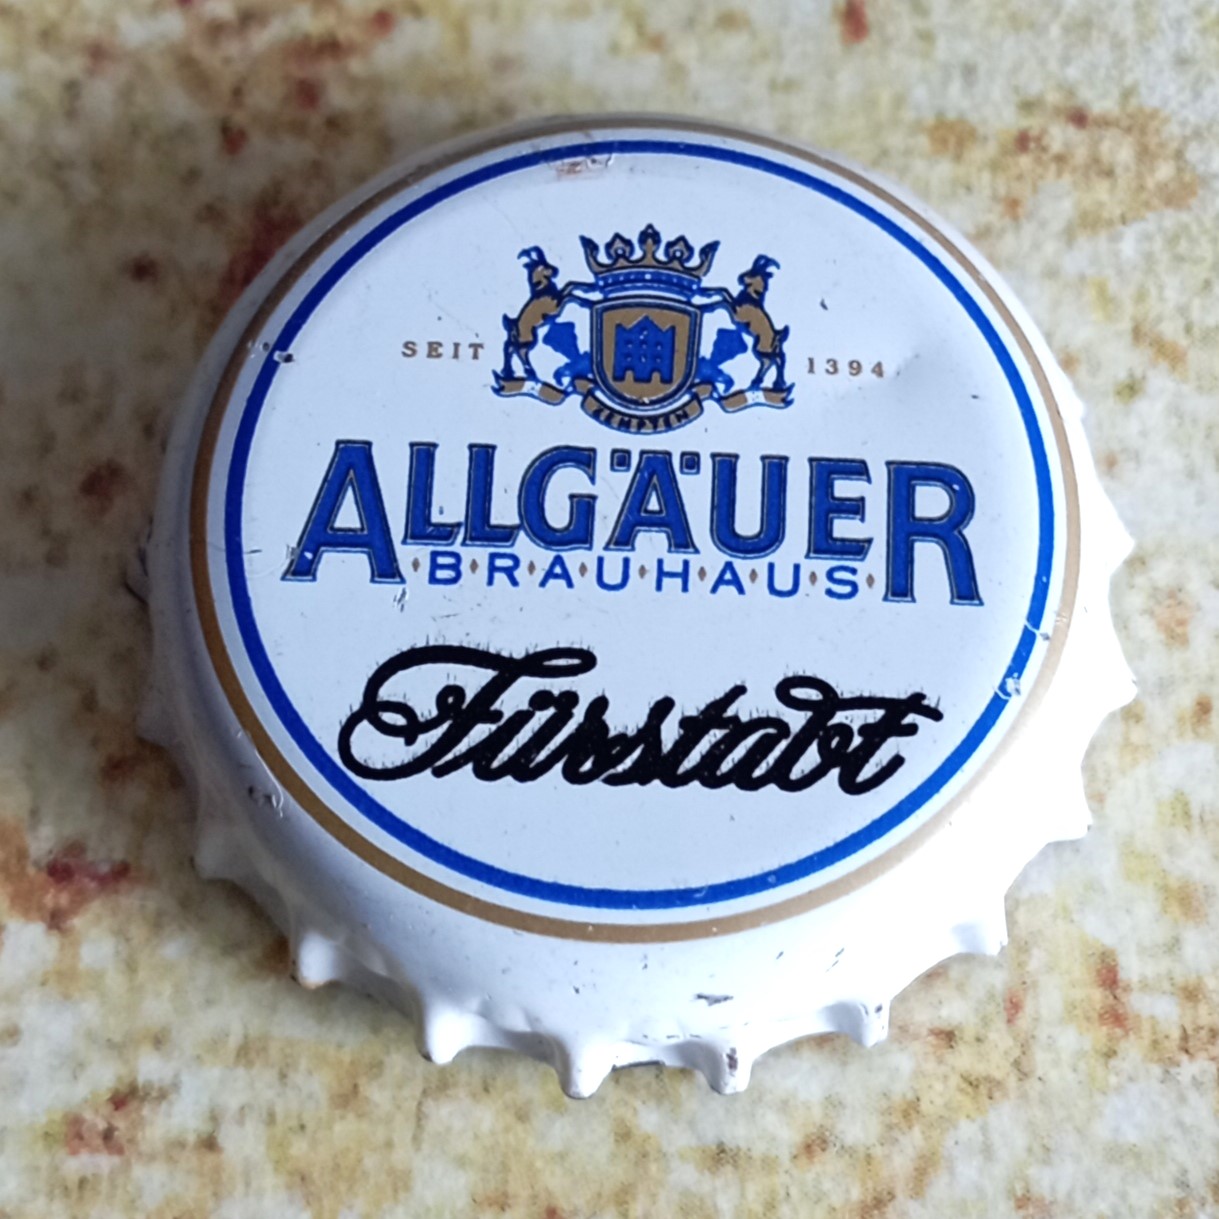 SEIT 1394
ALLGÄUER
BRAUHAUS
Fürstabt